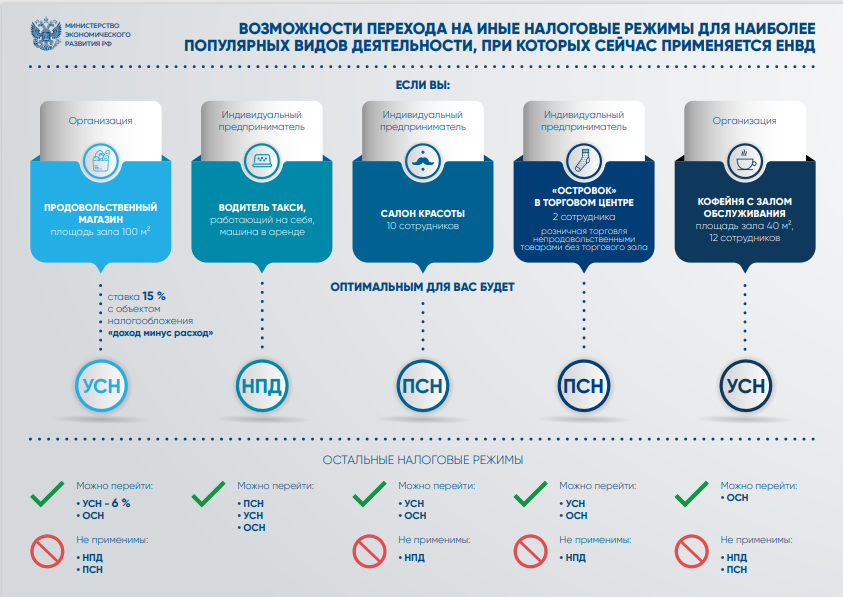 МИНИСТЕРСТВО
ЭКОНОМИЧЕСКОГО
РАЗВИТИЯ РФ
ВОЗМОЖНОСТИ ПЕРЕХОДА НА ИНЫЕ НАЛОГОВЫЕ РЕЖИМЫ ДЛЯ НАИБОЛЕЕ
ПОПУЛЯРНЫХ ВИДОВ ДЕЯТЕЛЬНОСТИ, ПРИ КОТОРЫХ СЕЙЧАС ПРИМЕНЯЕТСЯ ЕНВД
ЕСЛИ ВЫ:
Организация
ПРОДОВОЛЬСТВЕННЫЙ
МАГАЗИН
площадь зала 100 м²
Индивидуальный
предприниматель
ВОДИТЕЛЬ ТАКСИ,
работающий на себя,
машина в аренде
Индивидуальный
предприниматель
САЛОН КРАСОТЫ
10 сотрудников
Индивидуальный
предприниматель
«ОСТРОВОК»
В ТОРГОВОМ ЦЕНТРЕ
2 сотрудника
розничная торговля
непродовольственными
товарами без торгового зала
Организация
КОФЕЙНЯ С ЗАЛОМ
ОБСЛУЖИВАНИЯ
площадь зала 40 м²,
12 сотрудников
ОПТИМАЛЬНЫМ ДЛЯ ВАС БУДЕТ
ставка 15 %
с объектом
налогообложения
«доход минус расход»
УСН
НПД
ПСН
ПСН
УСН
ОСТАЛЬНЫЕ НАЛОГОВЫЕ РЕЖИМЫ
Можно перейти:
• УСН - 6 %
• ОСН
Не применимы:
• НПД
• ПСН
Можно перейти:
• ПСН
• УСН
• ОСН
Можно перейти:
• УСН
• ОСН
Не применимы:
• НПД
Можно перейти:
• УСН
• ОСН
Не применимы:
• НПД
Можно перейти:
• ОСН
Не применимы:
• НПД
• ПСН